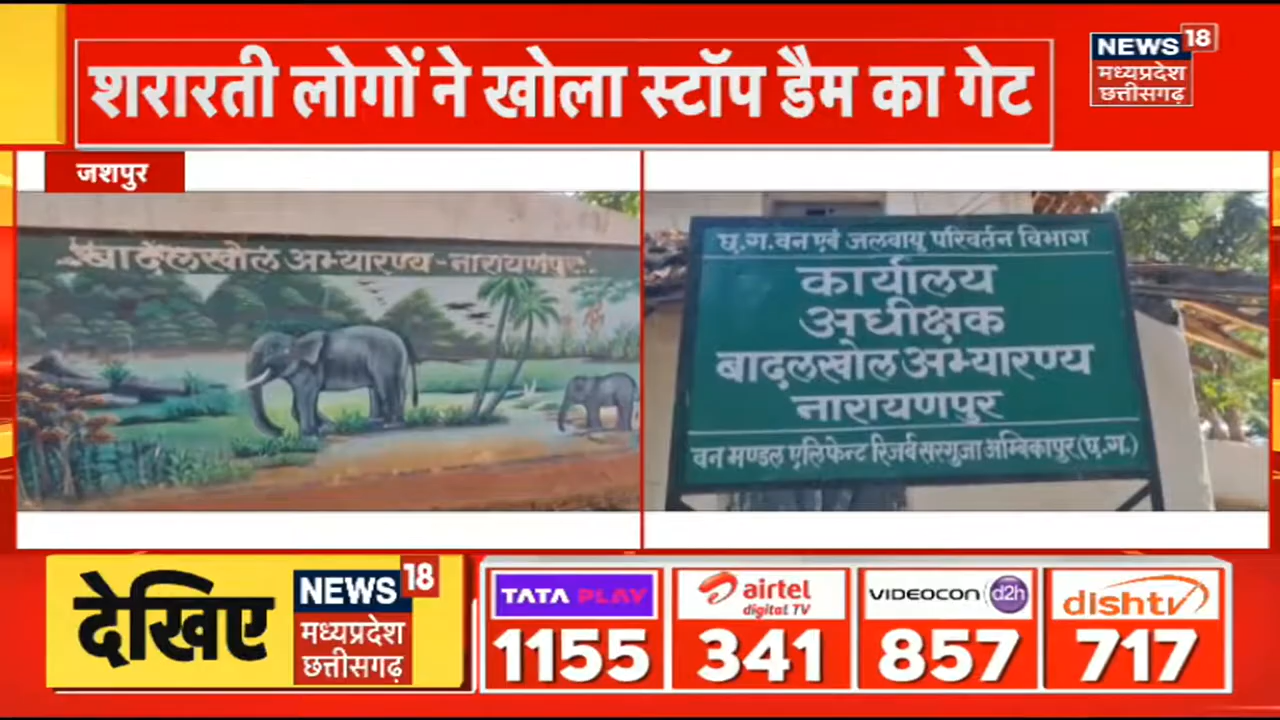 शरारती लोगों ने खोला स्टॉप डैम का गेट
NEWS 18
मध्यप्रदेश
छत्तीसगढ़
जशपुर
बादलखोल अभ्यारण्य - नारायणपुर
छ.ग. वन एवं जलवायु परिवर्तन विभाग
कार्यालय
अधीक्षक
बादलखोल अभ्यारण्य
नारायणपुर
वन मण्डल एलिफेन्ट रिजर्व सरगुजा अम्बिकापुर (छ.ग.)
देखिए
NEWS 18
मध्यप्रदेश
छत्तीसगढ़
TATA PLAY
1155
airtel
digital TV
341
VIDEOCON d2h
857
dishtv
717